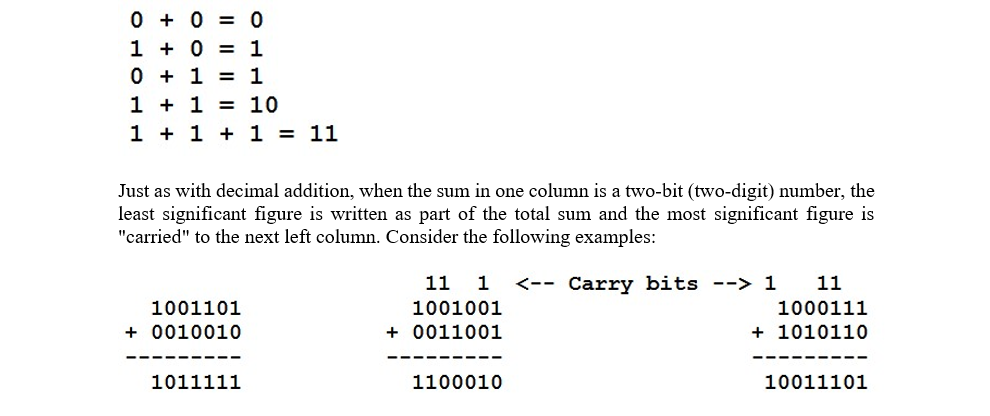 0 + 0 = 0
1 + 0 = 1
0 + 1 = 1
1 + 1 = 10
1 + 1 + 1 = 11
Just as with decimal addition, when the sum in one column is a two-bit (two-digit) number, the
least significant figure is written as part of the total sum and the most significant figure is
"carried" to the next left column. Consider the following examples:
11 1 <-- Carry bits --> 1 11
1001101 1001001 1000111
+ 0010010 + 0011001 + 1010110
--------- --------- ---------
1011111 1100010 10011101